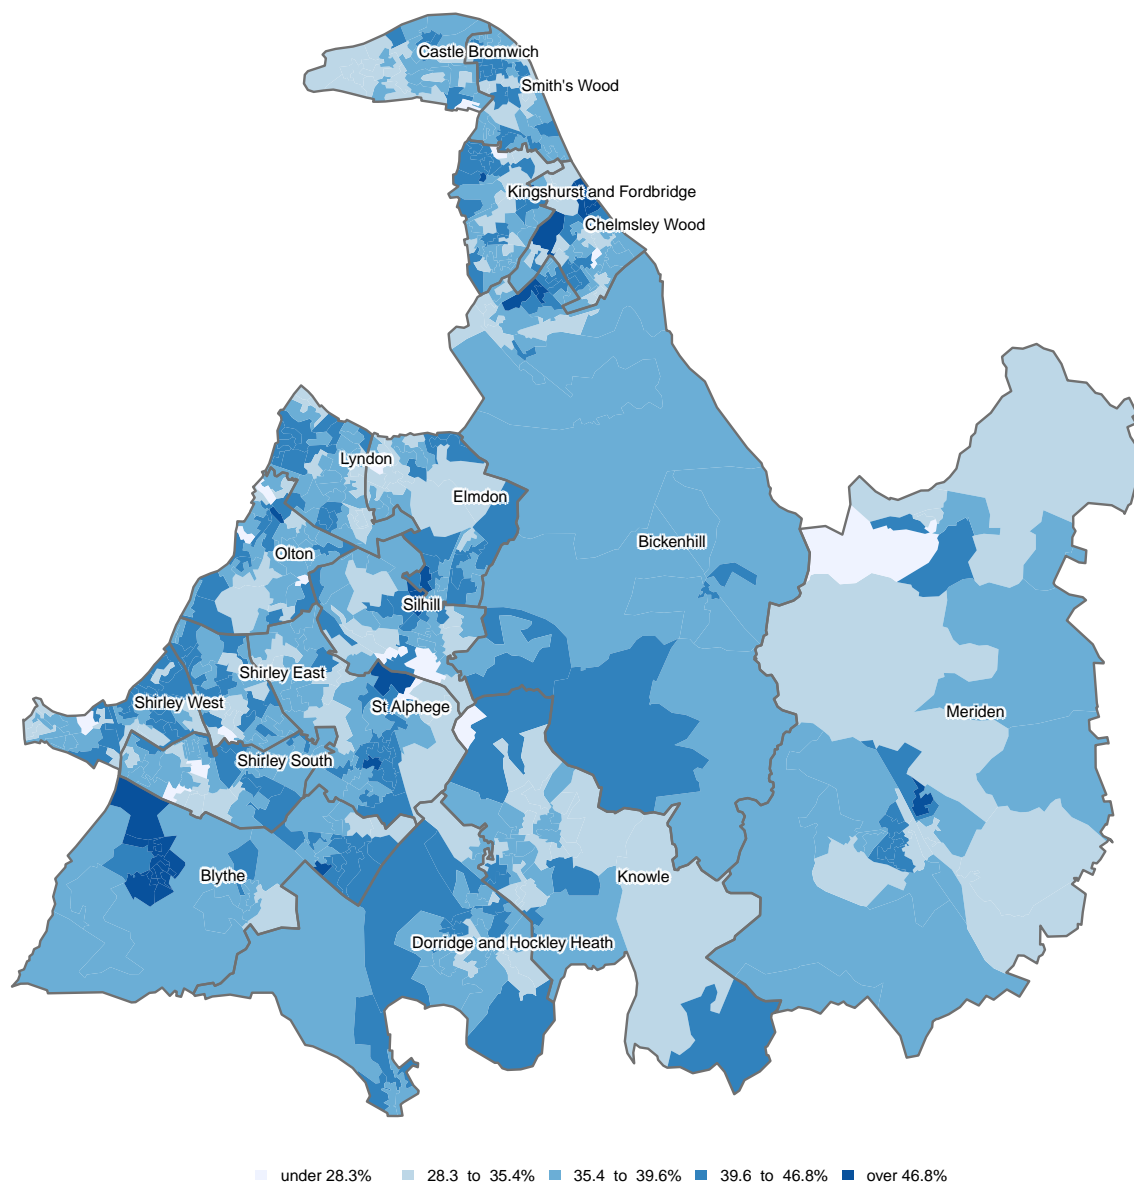 Castle Bromwich
Smith's Wood
Kingshurst and Fordbridge
Chelmsley Wood
Lyndon
Elmdon
Bickenhill
Olton
Silhill
Shirley East
Shirley West
St Alphege
Meriden
Shirley South
Blythe
Knowle
Dorridge and Hockley Heath
under 28.3% 28.3 to 35.4% 35.4 to 39.6% 39.6 to 46.8% over 46.8%